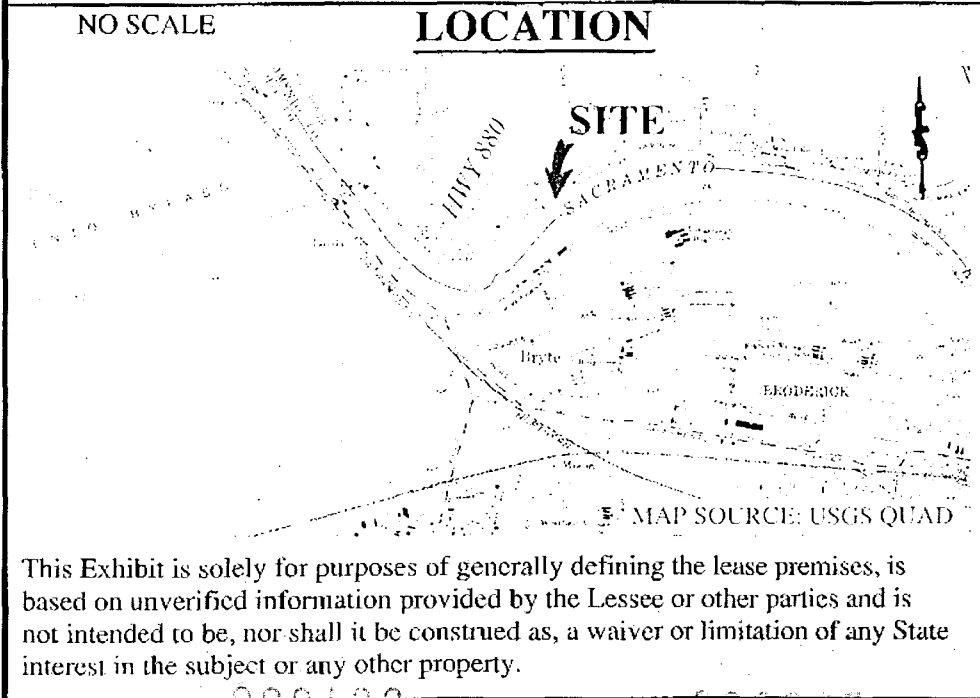 NO SCALE
LOCATION
SITE
HWY 880
SACRAMENTO
Bryte
BRODERICK
MAP SOURCE: USGS QUAD
This Exhibit is solely for purposes of generally defining the lease premises, is
based on unverified information provided by the Lessee or other parties and is
not intended to be, nor shall it be construed as, a waiver or limitation of any State
interest in the subject or any other property.